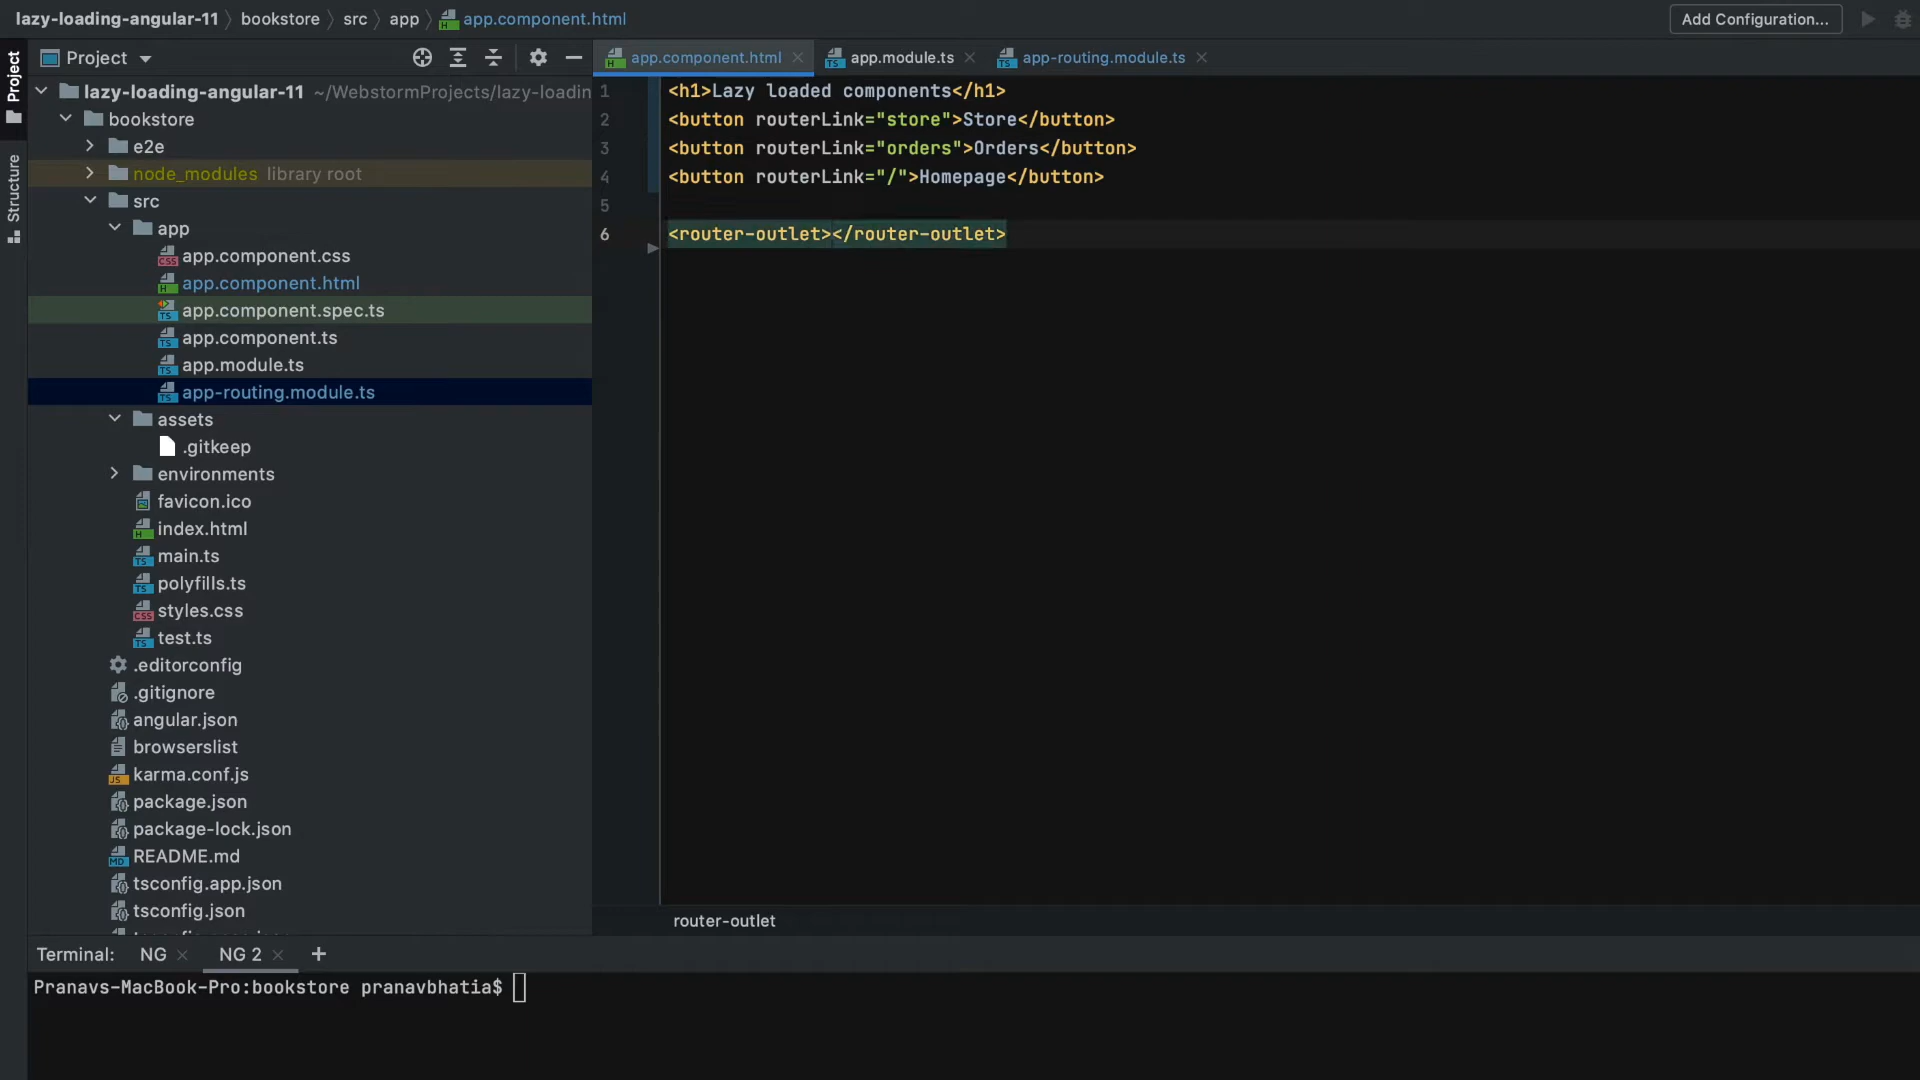 lazy-loading-angular-11 〉 bookstore 〉 src 〉 app 〉 app.component.html
Add Configuration...
Project
app.component.html
app.module.ts
app-routing.module.ts
Project
Structure
lazy-loading-angular-11 ~/WebstormProjects/lazy-loadin
bookstore
e2e
node_modules library root
src
app
app.component.css
app.component.html
app.component.spec.ts
app.component.ts
app.module.ts
app-routing.module.ts
assets
.gitkeep
environments
favicon.ico
index.html
main.ts
polyfills.ts
styles.css
test.ts
.editorconfig
.gitignore
angular.json
browserslist
karma.conf.js
package.json
package-lock.json
README.md
tsconfig.app.json
tsconfig.json
1 <h1>Lazy loaded components</h1>
2 <button routerLink="store">Store</button>
3 <button routerLink="orders">Orders</button>
4 <button routerLink="/">Homepage</button>
5
6 <router-outlet></router-outlet>
router-outlet
Terminal: NG NG 2 +
Pranavs-MacBook-Pro:bookstore pranavbhatia$